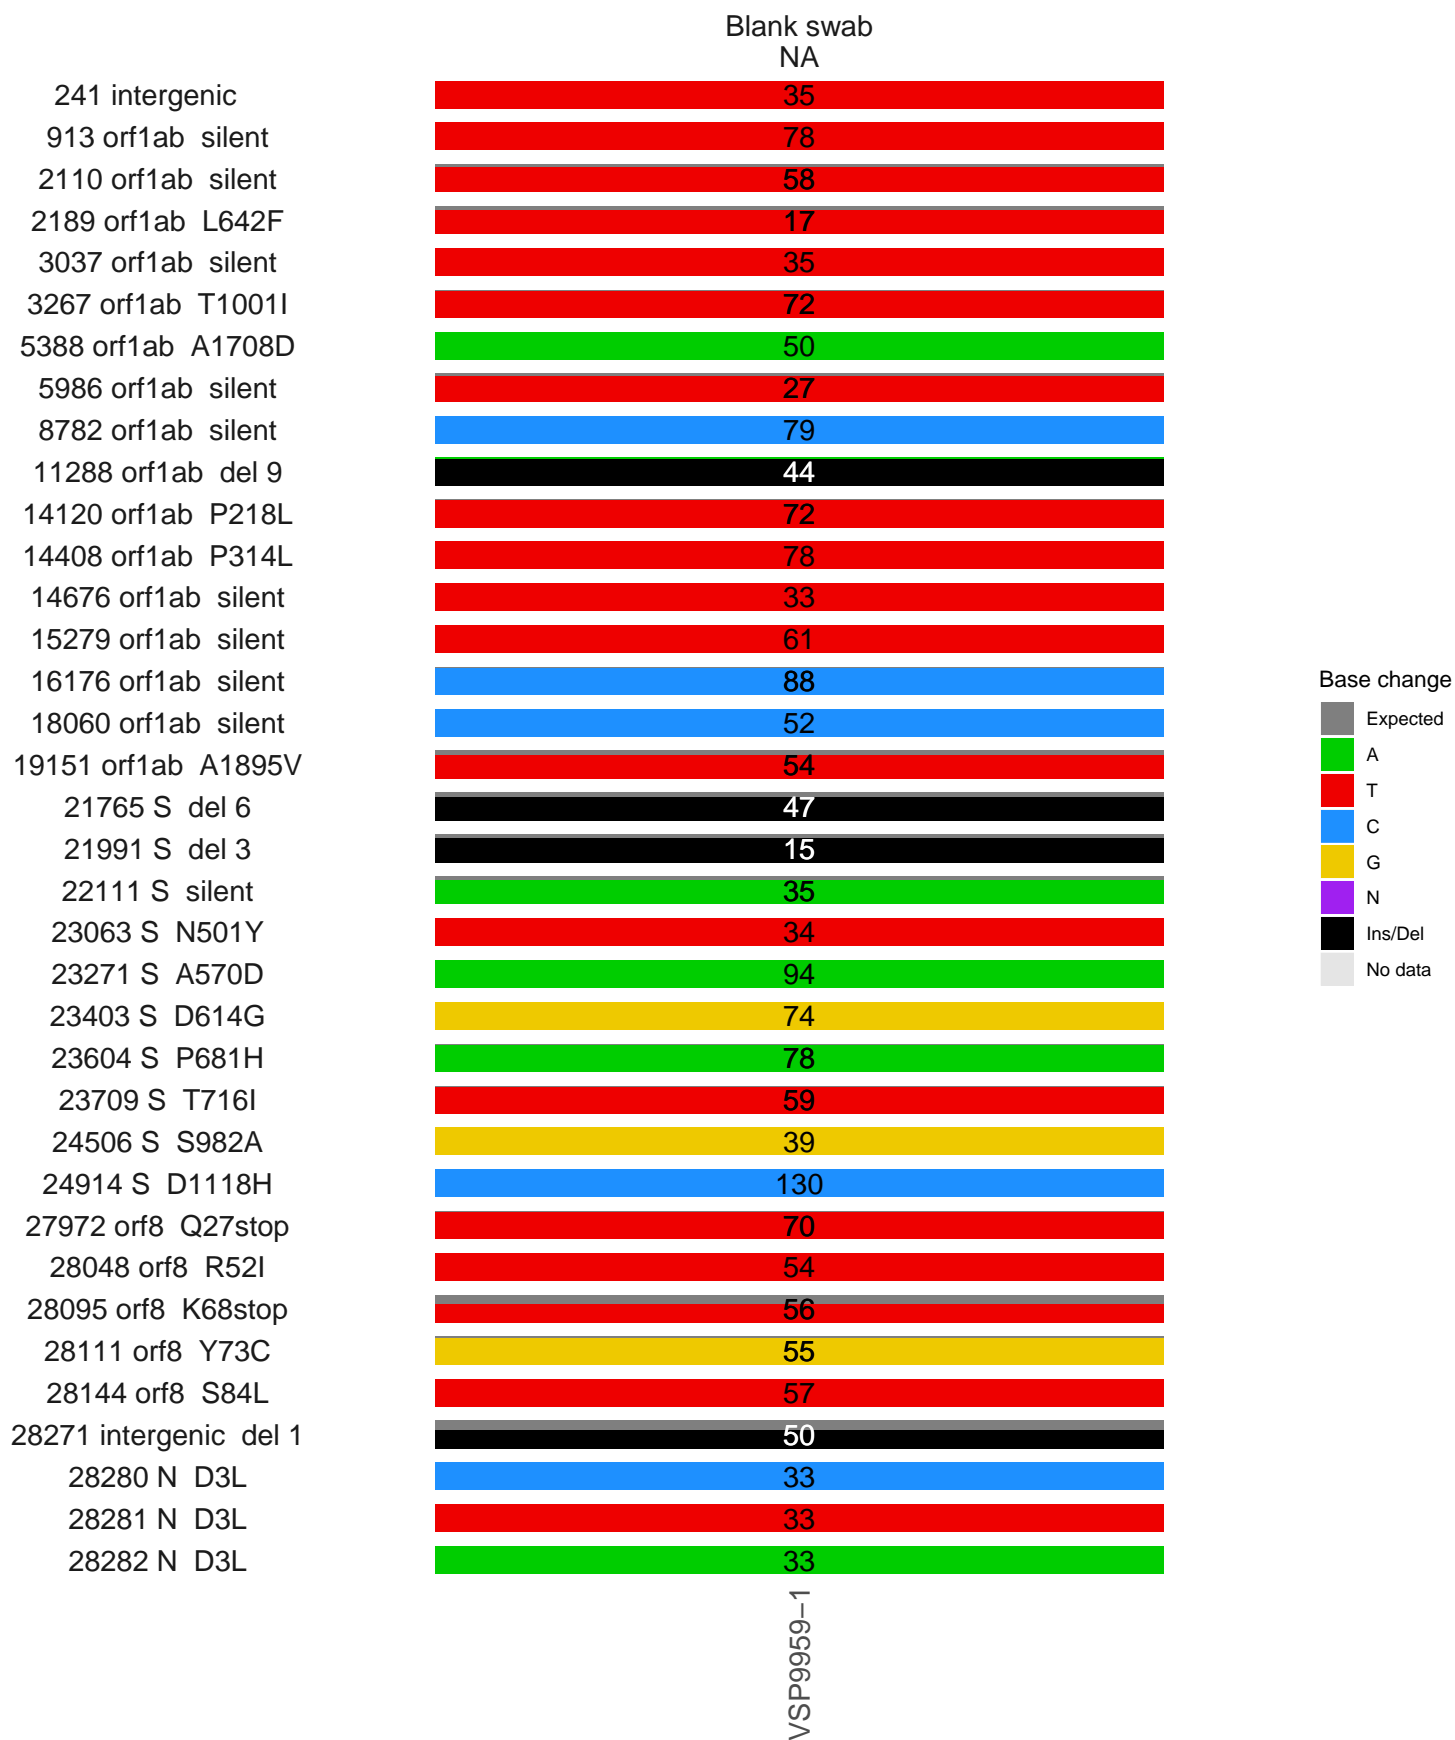 Blank swab
NA
241 intergenic 35
913 orf1ab silent 78
2110 orf1ab silent 58
2189 orf1ab L642F 17
3037 orf1ab silent 35
3267 orf1ab T1001I 72
5388 orf1ab A1708D 50
5986 orf1ab silent 27
8782 orf1ab silent 79
11288 orf1ab del 9 44
14120 orf1ab P218L 72
14408 orf1ab P314L 78
14676 orf1ab silent 33
15279 orf1ab silent 61
16176 orf1ab silent 88
18060 orf1ab silent 52
19151 orf1ab A1895V 54
21765 S del 6 47
21991 S del 3 15
22111 S silent 35
23063 S N501Y 34
23271 S A570D 94
23403 S D614G 74
23604 S P681H 78
23709 S T716I 59
24506 S S982A 39
24914 S D1118H 130
27972 orf8 Q27stop 70
28048 orf8 R52I 54
28095 orf8 K68stop 56
28111 orf8 Y73C 55
28144 orf8 S84L 57
28271 intergenic del 1 50
28280 N D3L 33
28281 N D3L 33
28282 N D3L 33
VSP9959−1
Base change
Expected
A
T
C
G
N
Ins/Del
No data